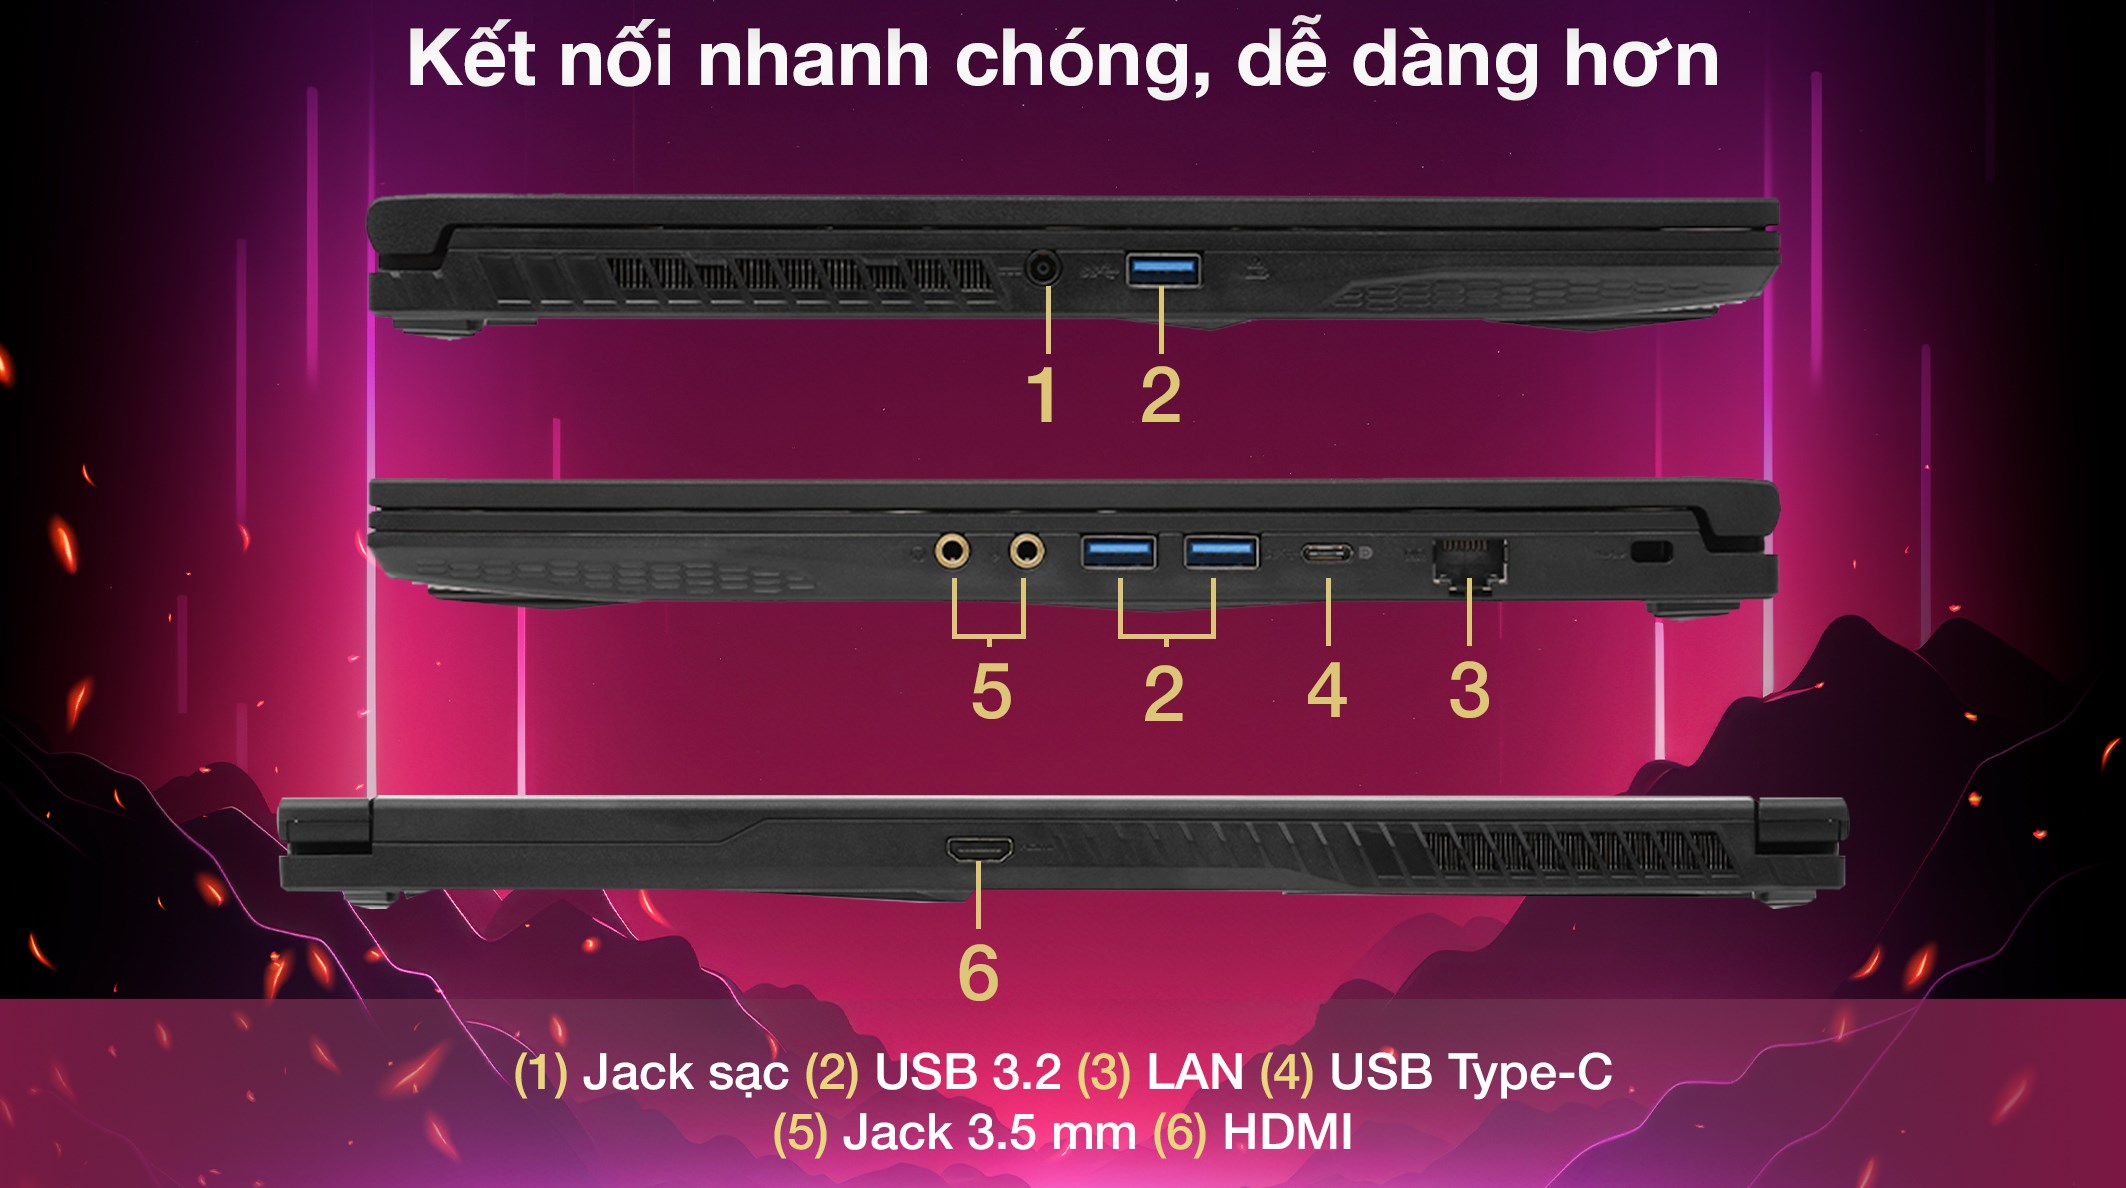 Kết nối nhanh chóng, dễ dàng hơn
1 2
5 2 4 3
6
(1) Jack sạc (2) USB 3.2 (3) LAN (4) USB Type-C
(5) Jack 3.5 mm (6) HDMI